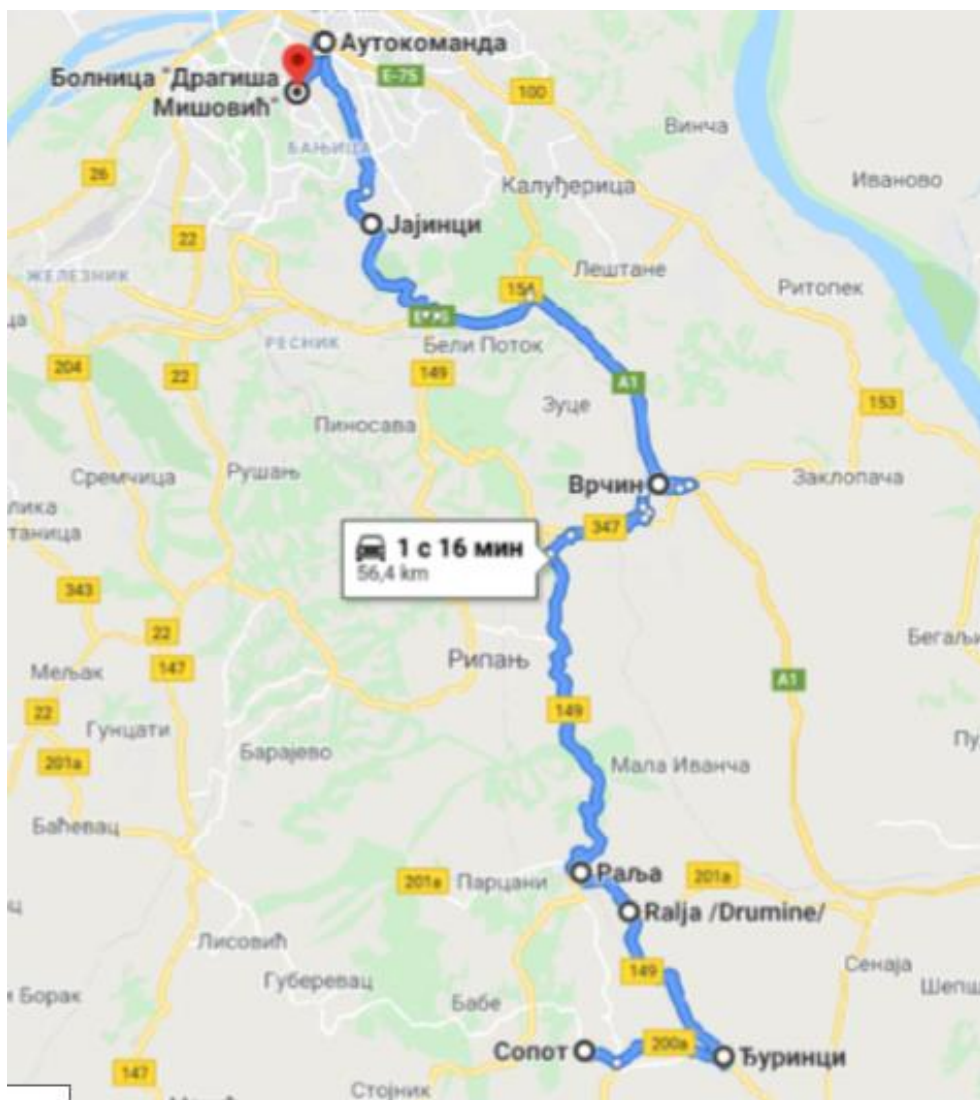 Аутокоманда
Болница "Драгиша
Мишовић"
E-75
100
Винча
БАЊИЦА
26
Калуђерица
Иваново
22
Јајинци
Лештане
ЖЕЛЕЗНИК
154
Ритопек
РЕСНИК
Бели Поток
204
22
149
A1
Зуце
153
Пиносава
Сремчица
Рушањ
Врчин
Заклопача
347
1 с 16 мин
56,4 km
343
22
Мељак
147
Рипањ
A1
22
Гунцати
149
201a
Барајево
Мала Иванча
Баћевац
201a
Парцани
Раља
201a
Ralja /Drumine/
Лисовић
Губеревац
149
Сенаја
Борак
Бабе
Сопот
200a
Ђуринци
147
Стојник